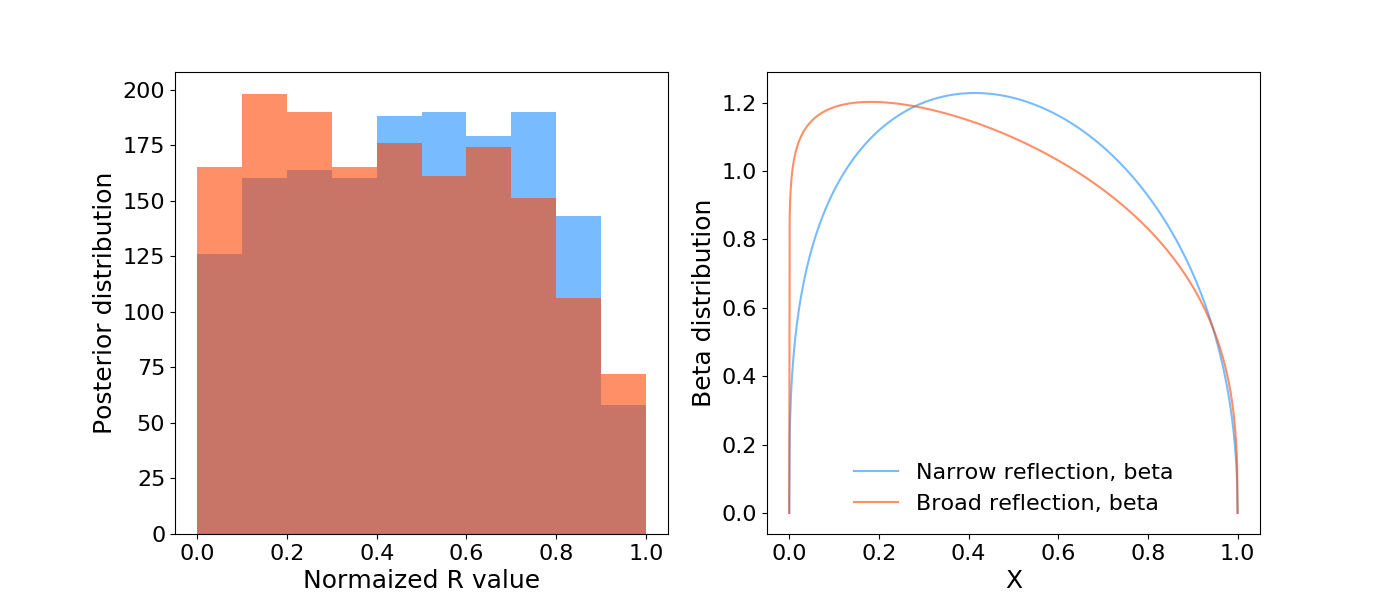 Posterior distribution
200
175
150
125
100
75
50
25
0
0.0 0.2 0.4 0.6 0.8 1.0
Normaized R value
Beta distribution
1.2
1.0
0.8
0.6
0.4
0.2
0.0
Narrow reflection, beta
Broad reflection, beta
0.0 0.2 0.4 0.6 0.8 1.0
X